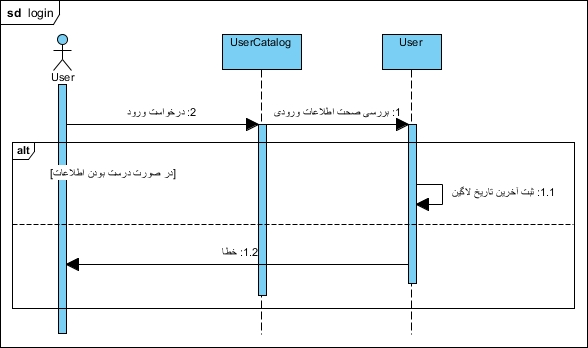 sd login
UserCatalog
User
User
2: درخواست ورود
1: بررسی صحت اطلاعات ورودی
alt
[در صورت درست بودن اطلاعات]
1.1: ثبت آخرین تاریخ لاگین
1.2: خطا